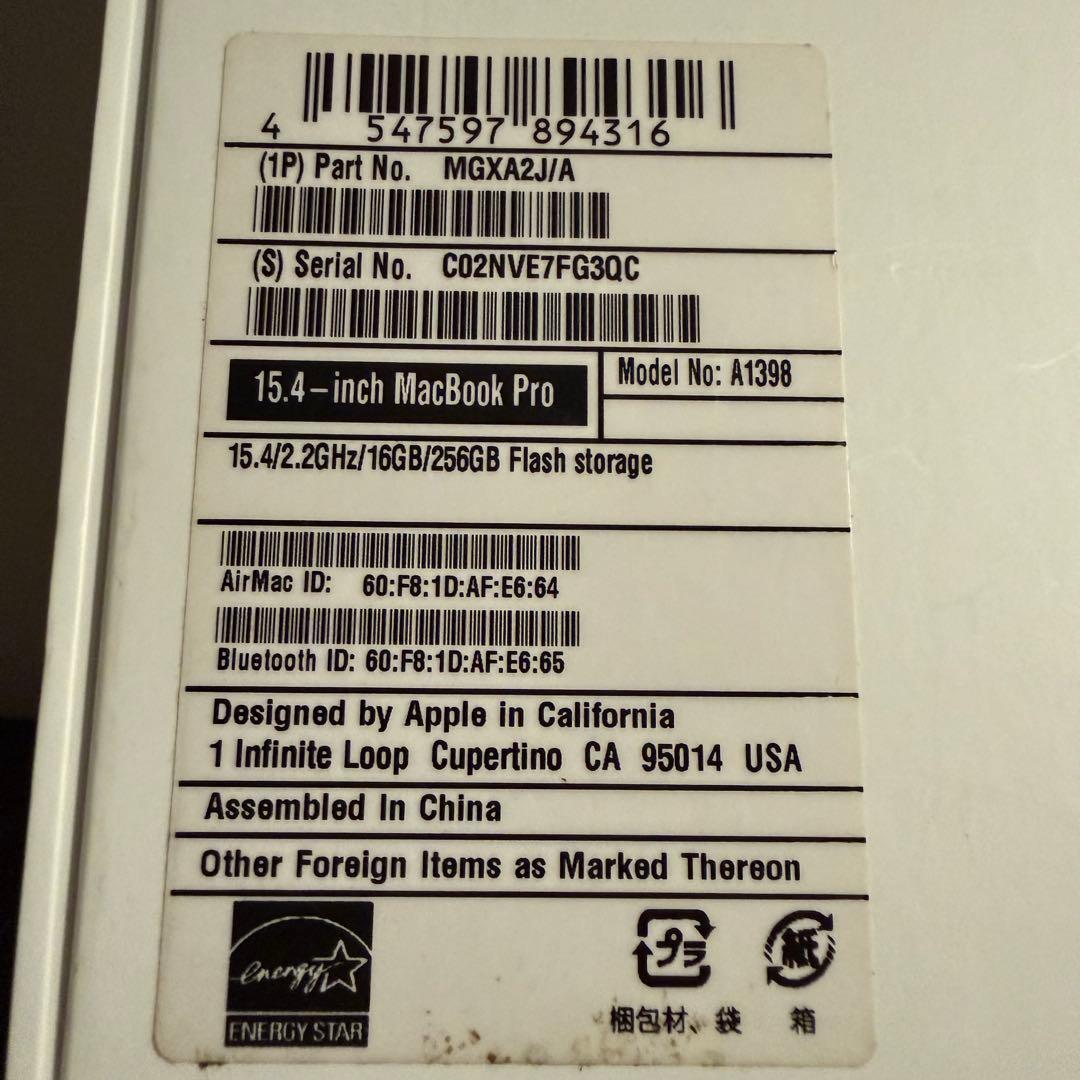 4 547597 894316
(1P) Part No. MGXA2J/A
(S) Serial No. C02NVE7FG3QC
15.4-inch MacBook Pro
Model No: A1398
15.4/2.2GHz/16GB/256GB Flash storage
AirMac ID: 60:F8:1D:AF:E6:64
Bluetooth ID: 60:F8:1D:AF:E6:65
Designed by Apple in California
1 Infinite Loop Cupertino CA 95014 USA
Assembled In China
Other Foreign Items as Marked Thereon
energy
ENERGY STAR
プラ
紙
梱包材、袋
箱